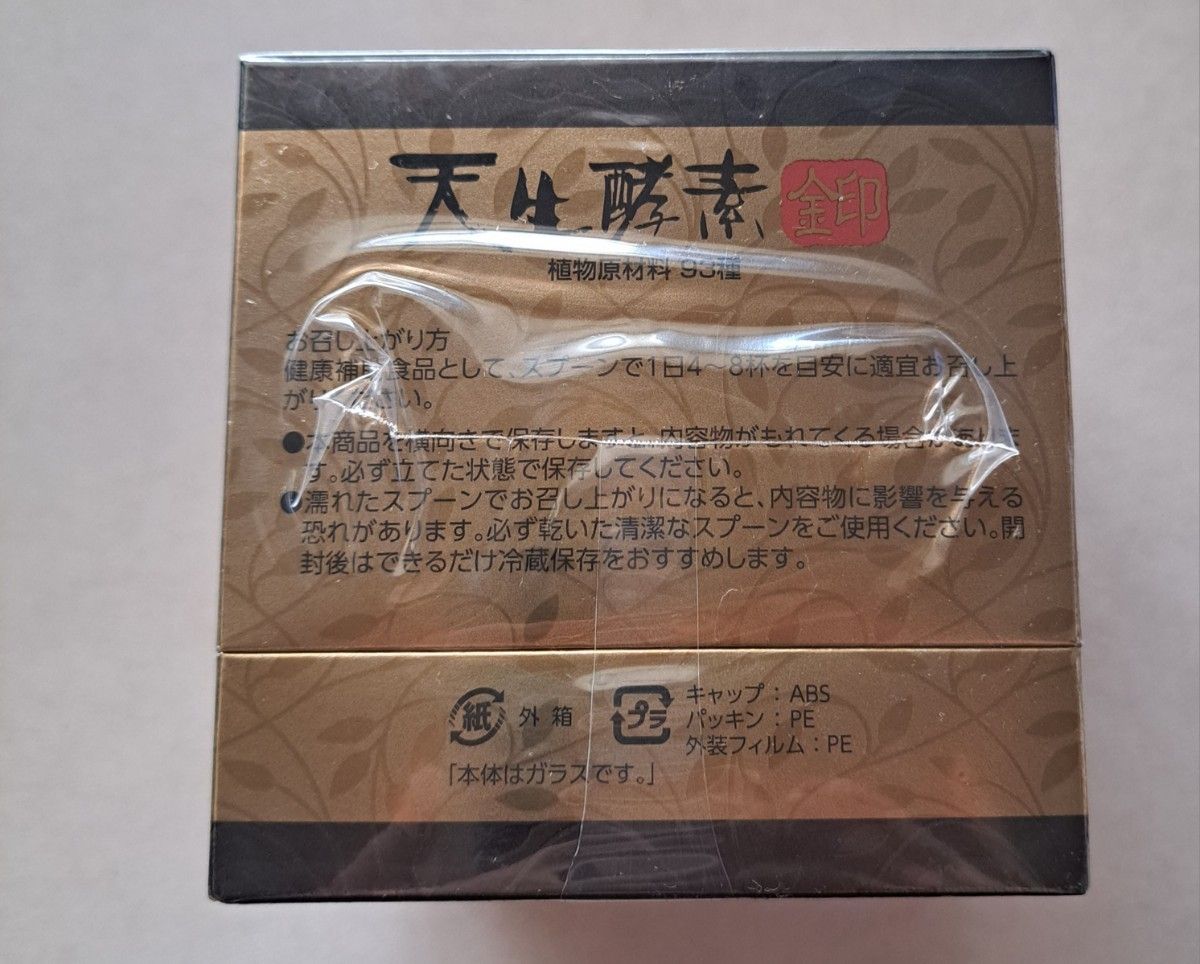 天生酵素 金印
植物原材料 93種
お召し上がり方
健康補助食品として、スプーンで1日4～8杯を目安に適宜お召し上
がりください。
●本商品を横向きで保存しますと、内容物がもれてくる場合がありま
す。必ず立てた状態で保存してください。
●濡れたスプーンでお召し上がりになると、内容物に影響を与える
恐れがあります。必ず乾いた清潔なスプーンをご使用ください。開
封後はできるだけ冷蔵保存をおすすめします。
紙 外箱 プラ キャップ：ABS
パッキン：PE
外装フィルム：PE
「本体はガラスです。」